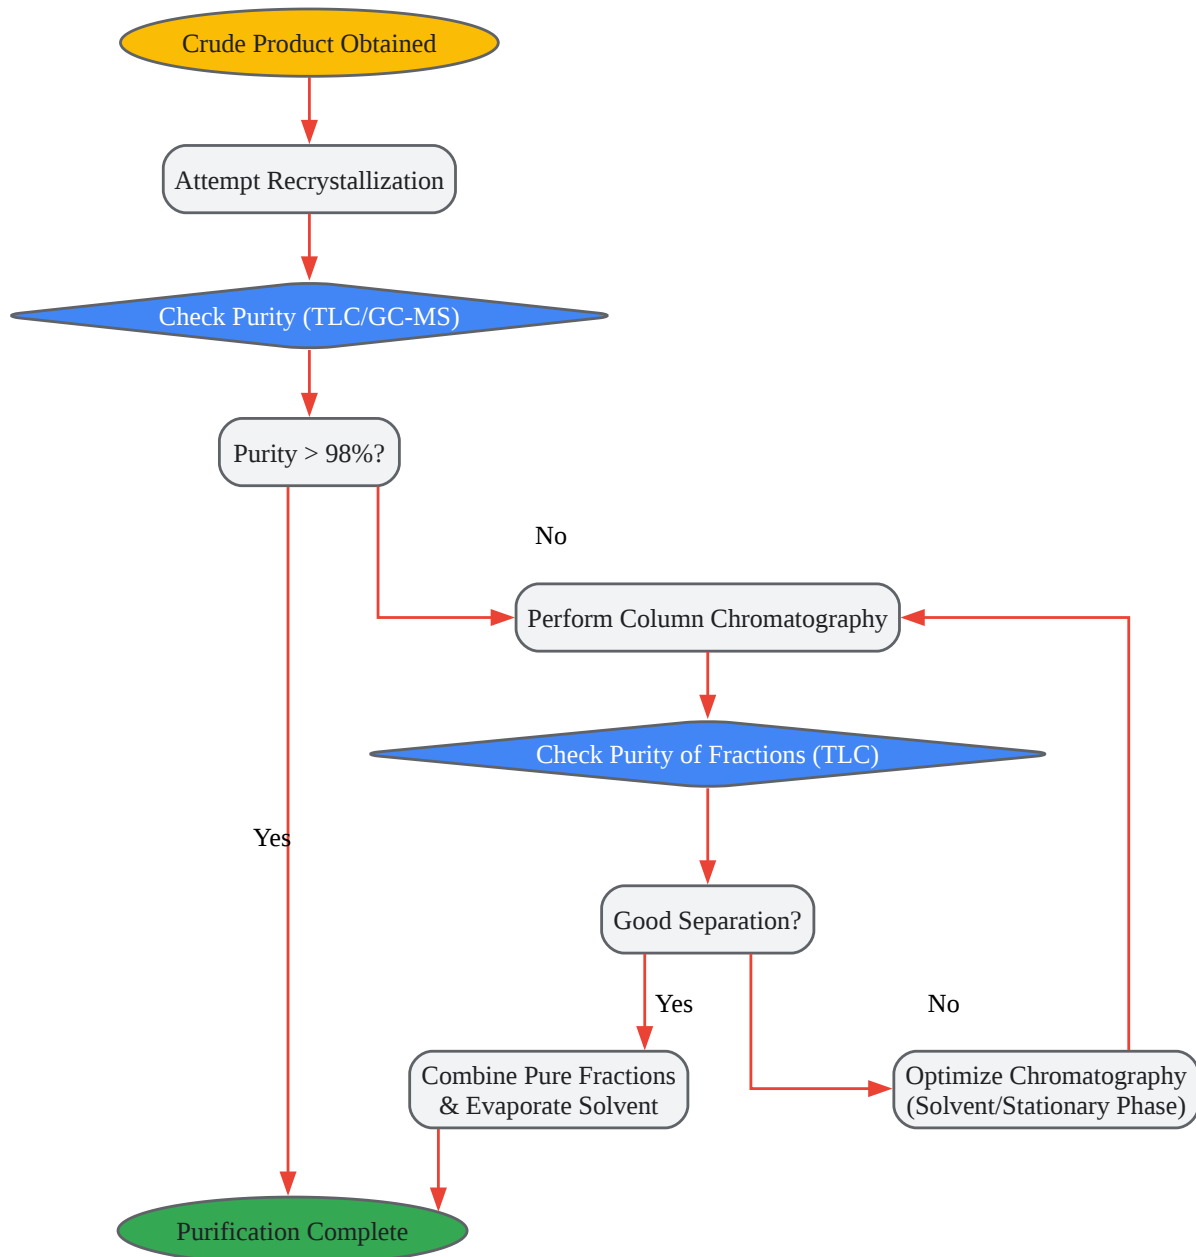 Crude Product Obtained
Attempt Recrystallization
Check Purity (TLC/GC-MS)
Purity > 98%?
No
Perform Column Chromatography
Check Purity of Fractions (TLC)
Yes
Good Separation?
Yes
No
Combine Pure Fractions
& Evaporate Solvent
Optimize Chromatography
(Solvent/Stationary Phase)
Purification Complete